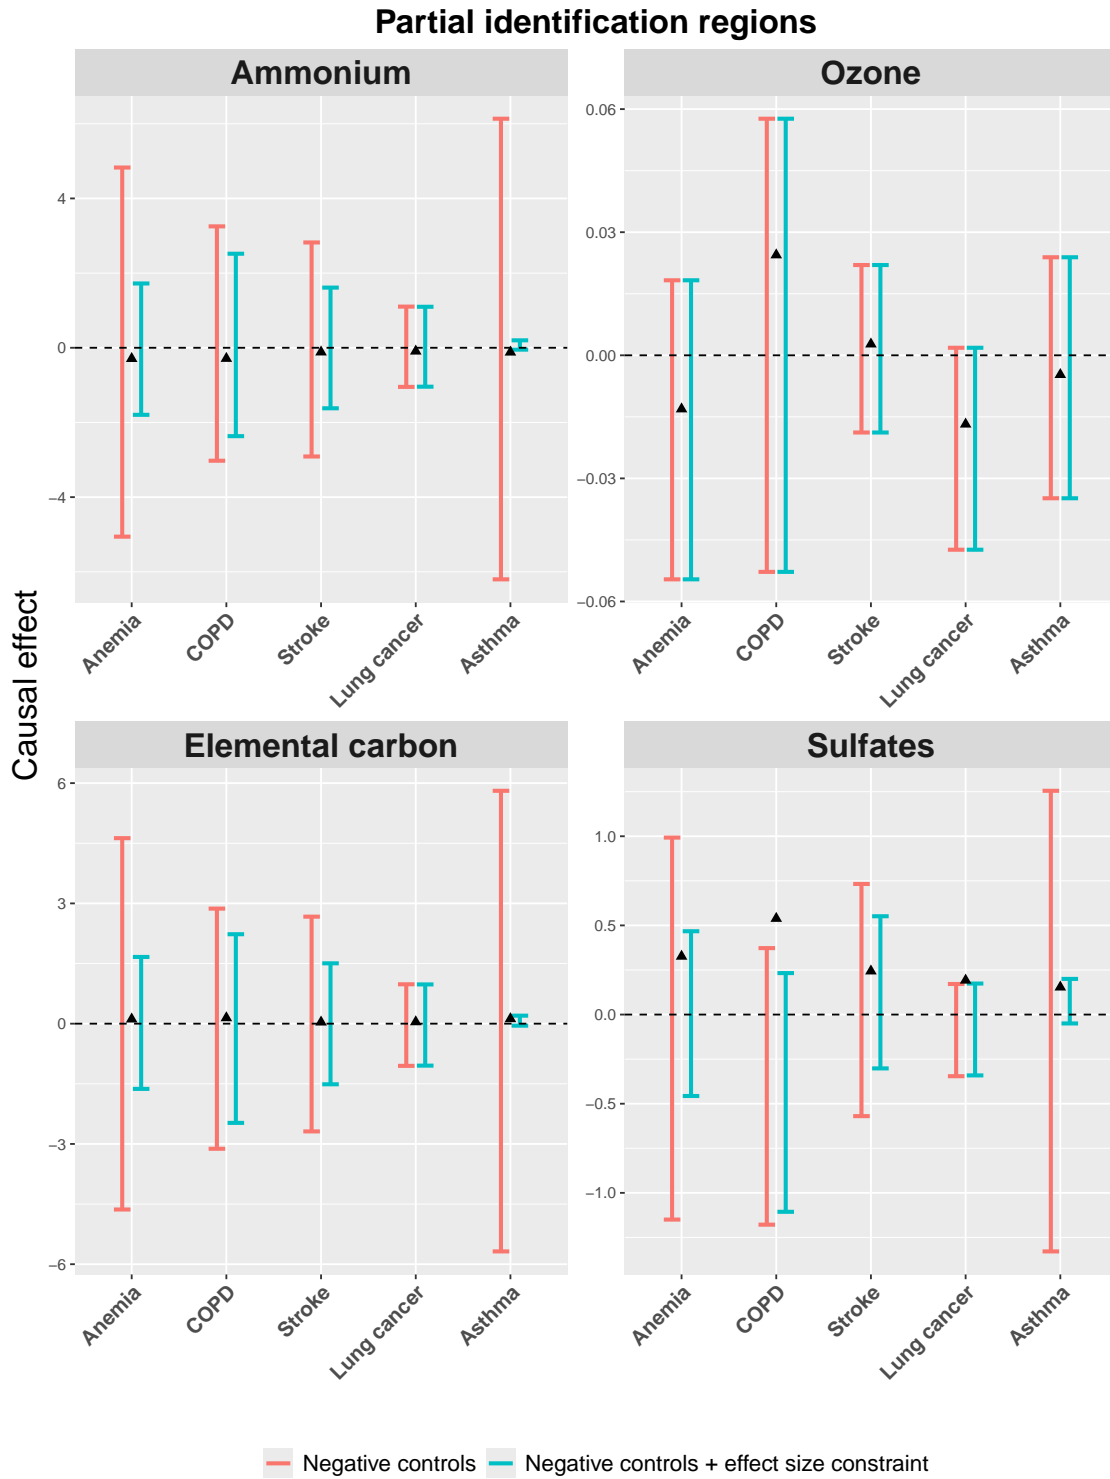 Partial identification regions
Ammonium
Ozone
4
0
−4
0.06
0.03
0.00
−0.03
−0.06
Anemia
COPD
Stroke
Lung cancer
Asthma
Anemia
COPD
Stroke
Lung cancer
Asthma
Causal effect
Elemental carbon
Sulfates
6
3
0
−3
−6
1.0
0.5
0.0
−0.5
−1.0
Anemia
COPD
Stroke
Lung cancer
Asthma
Anemia
COPD
Stroke
Lung cancer
Asthma
Negative controls
Negative controls + effect size constraint